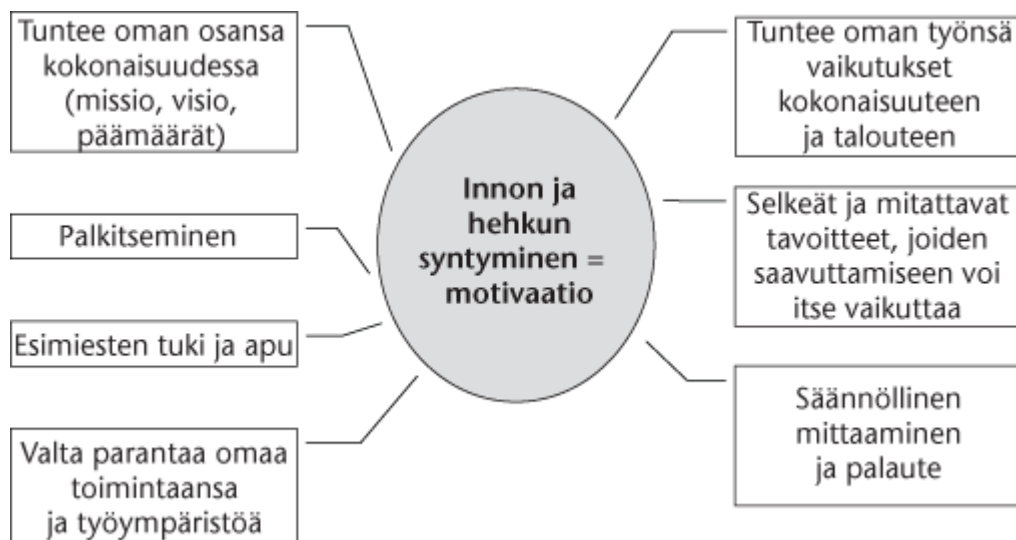 Tuntee oman osansa
kokonaisuudessa
(missio, visio,
päämäärät)
Palkitseminen
Esimiesten tuki ja apu
Valta parantaa omaa
toimintaansa
ja työympäristöä
Innon ja
hehkun
syntyminen =
motivaatio
Tuntee oman työnsä
vaikutukset
kokonaisuuteen
ja talouteen
Selkeät ja mitattavat
tavoitteet, joiden
saavuttamiseen voi
itse vaikuttaa
Säännöllinen
mittaaminen
ja palaute